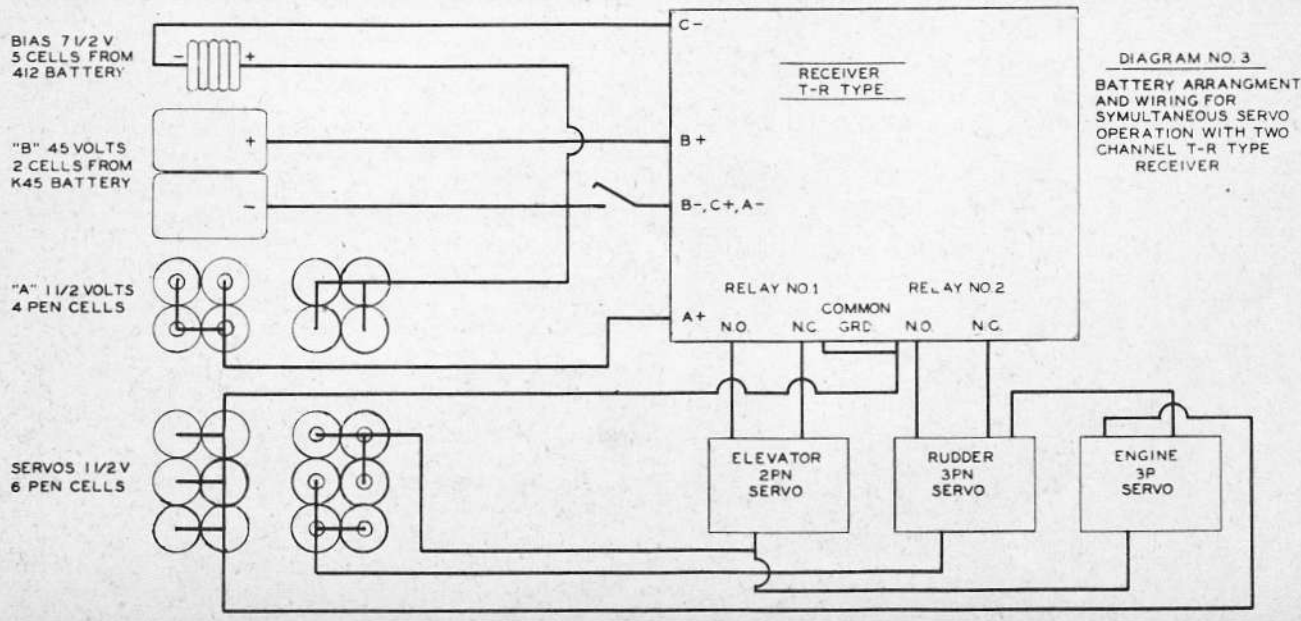 BIAS 7 1/2 V
5 CELLS FROM
412 BATTERY
-
+
"B" 45 VOLTS
2 CELLS FROM
K45 BATTERY
+
-
"A" 1 1/2 VOLTS
4 PEN CELLS
SERVOS 1 1/2 V
6 PEN CELLS
C-
RECEIVER
T-R TYPE
B+
B-, C+, A-
A+
RELAY NO.1
RELAY NO.2
COMMON
N.O.
N.C.
GRD.
N.O.
N.C.
ELEVATOR
2PN
SERVO
RUDDER
3PN
SERVO
ENGINE
3P
SERVO
DIAGRAM NO. 3
BATTERY ARRANGMENT
AND WIRING FOR
SYMULTANEOUS SERVO
OPERATION WITH TWO
CHANNEL T-R TYPE
RECEIVER